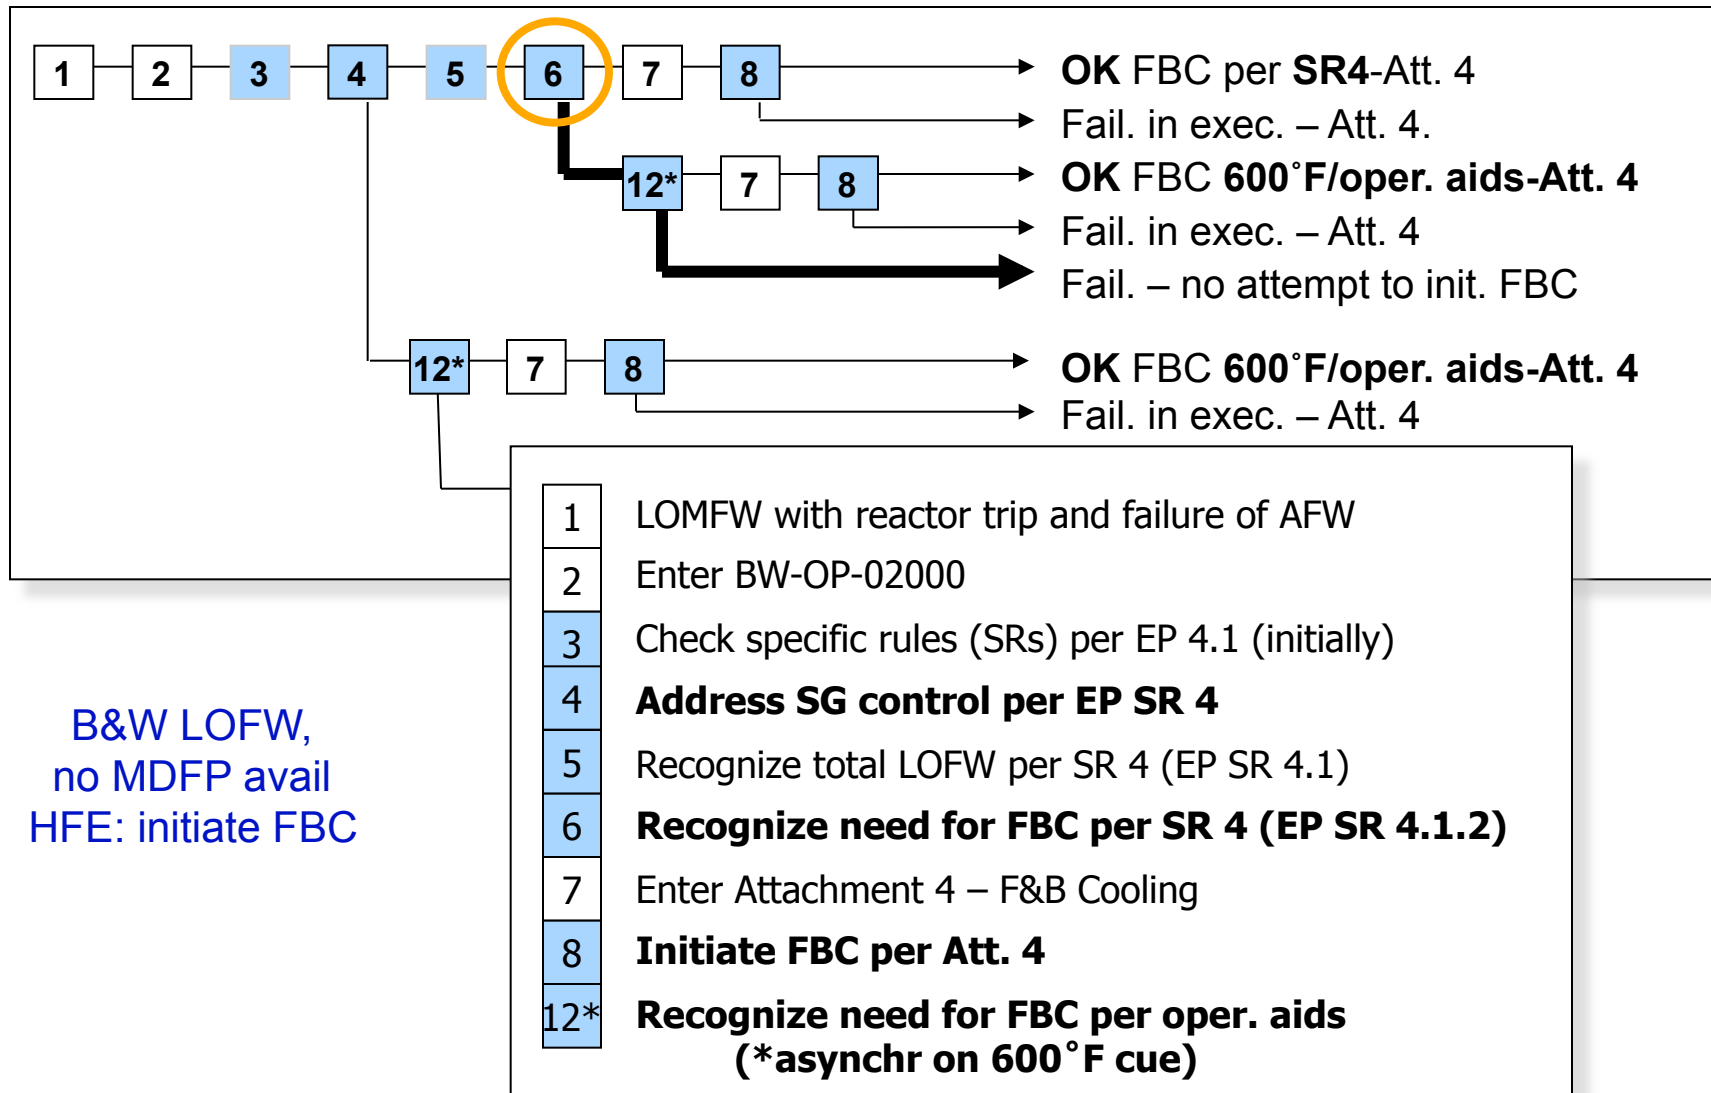 1 2 3 4 5 6 7 8 OK FBC per SR4-Att. 4
Fail. in exec. – Att. 4.
12* 7 8 OK FBC 600˚F/oper. aids-Att. 4
Fail. in exec. – Att. 4
Fail. – no attempt to init. FBC
12* 7 8 OK FBC 600˚F/oper. aids-Att. 4
Fail. in exec. – Att. 4
1 LOMFW with reactor trip and failure of AFW
2 Enter BW-OP-02000
3 Check specific rules (SRs) per EP 4.1 (initially)
4 Address SG control per EP SR 4
5 Recognize total LOFW per SR 4 (EP SR 4.1)
6 Recognize need for FBC per SR 4 (EP SR 4.1.2)
7 Enter Attachment 4 – F&B Cooling
8 Initiate FBC per Att. 4
12* Recognize need for FBC per oper. aids
(*asynchr on 600˚F cue)
B&W LOFW,
no MDFP avail
HFE: initiate FBC